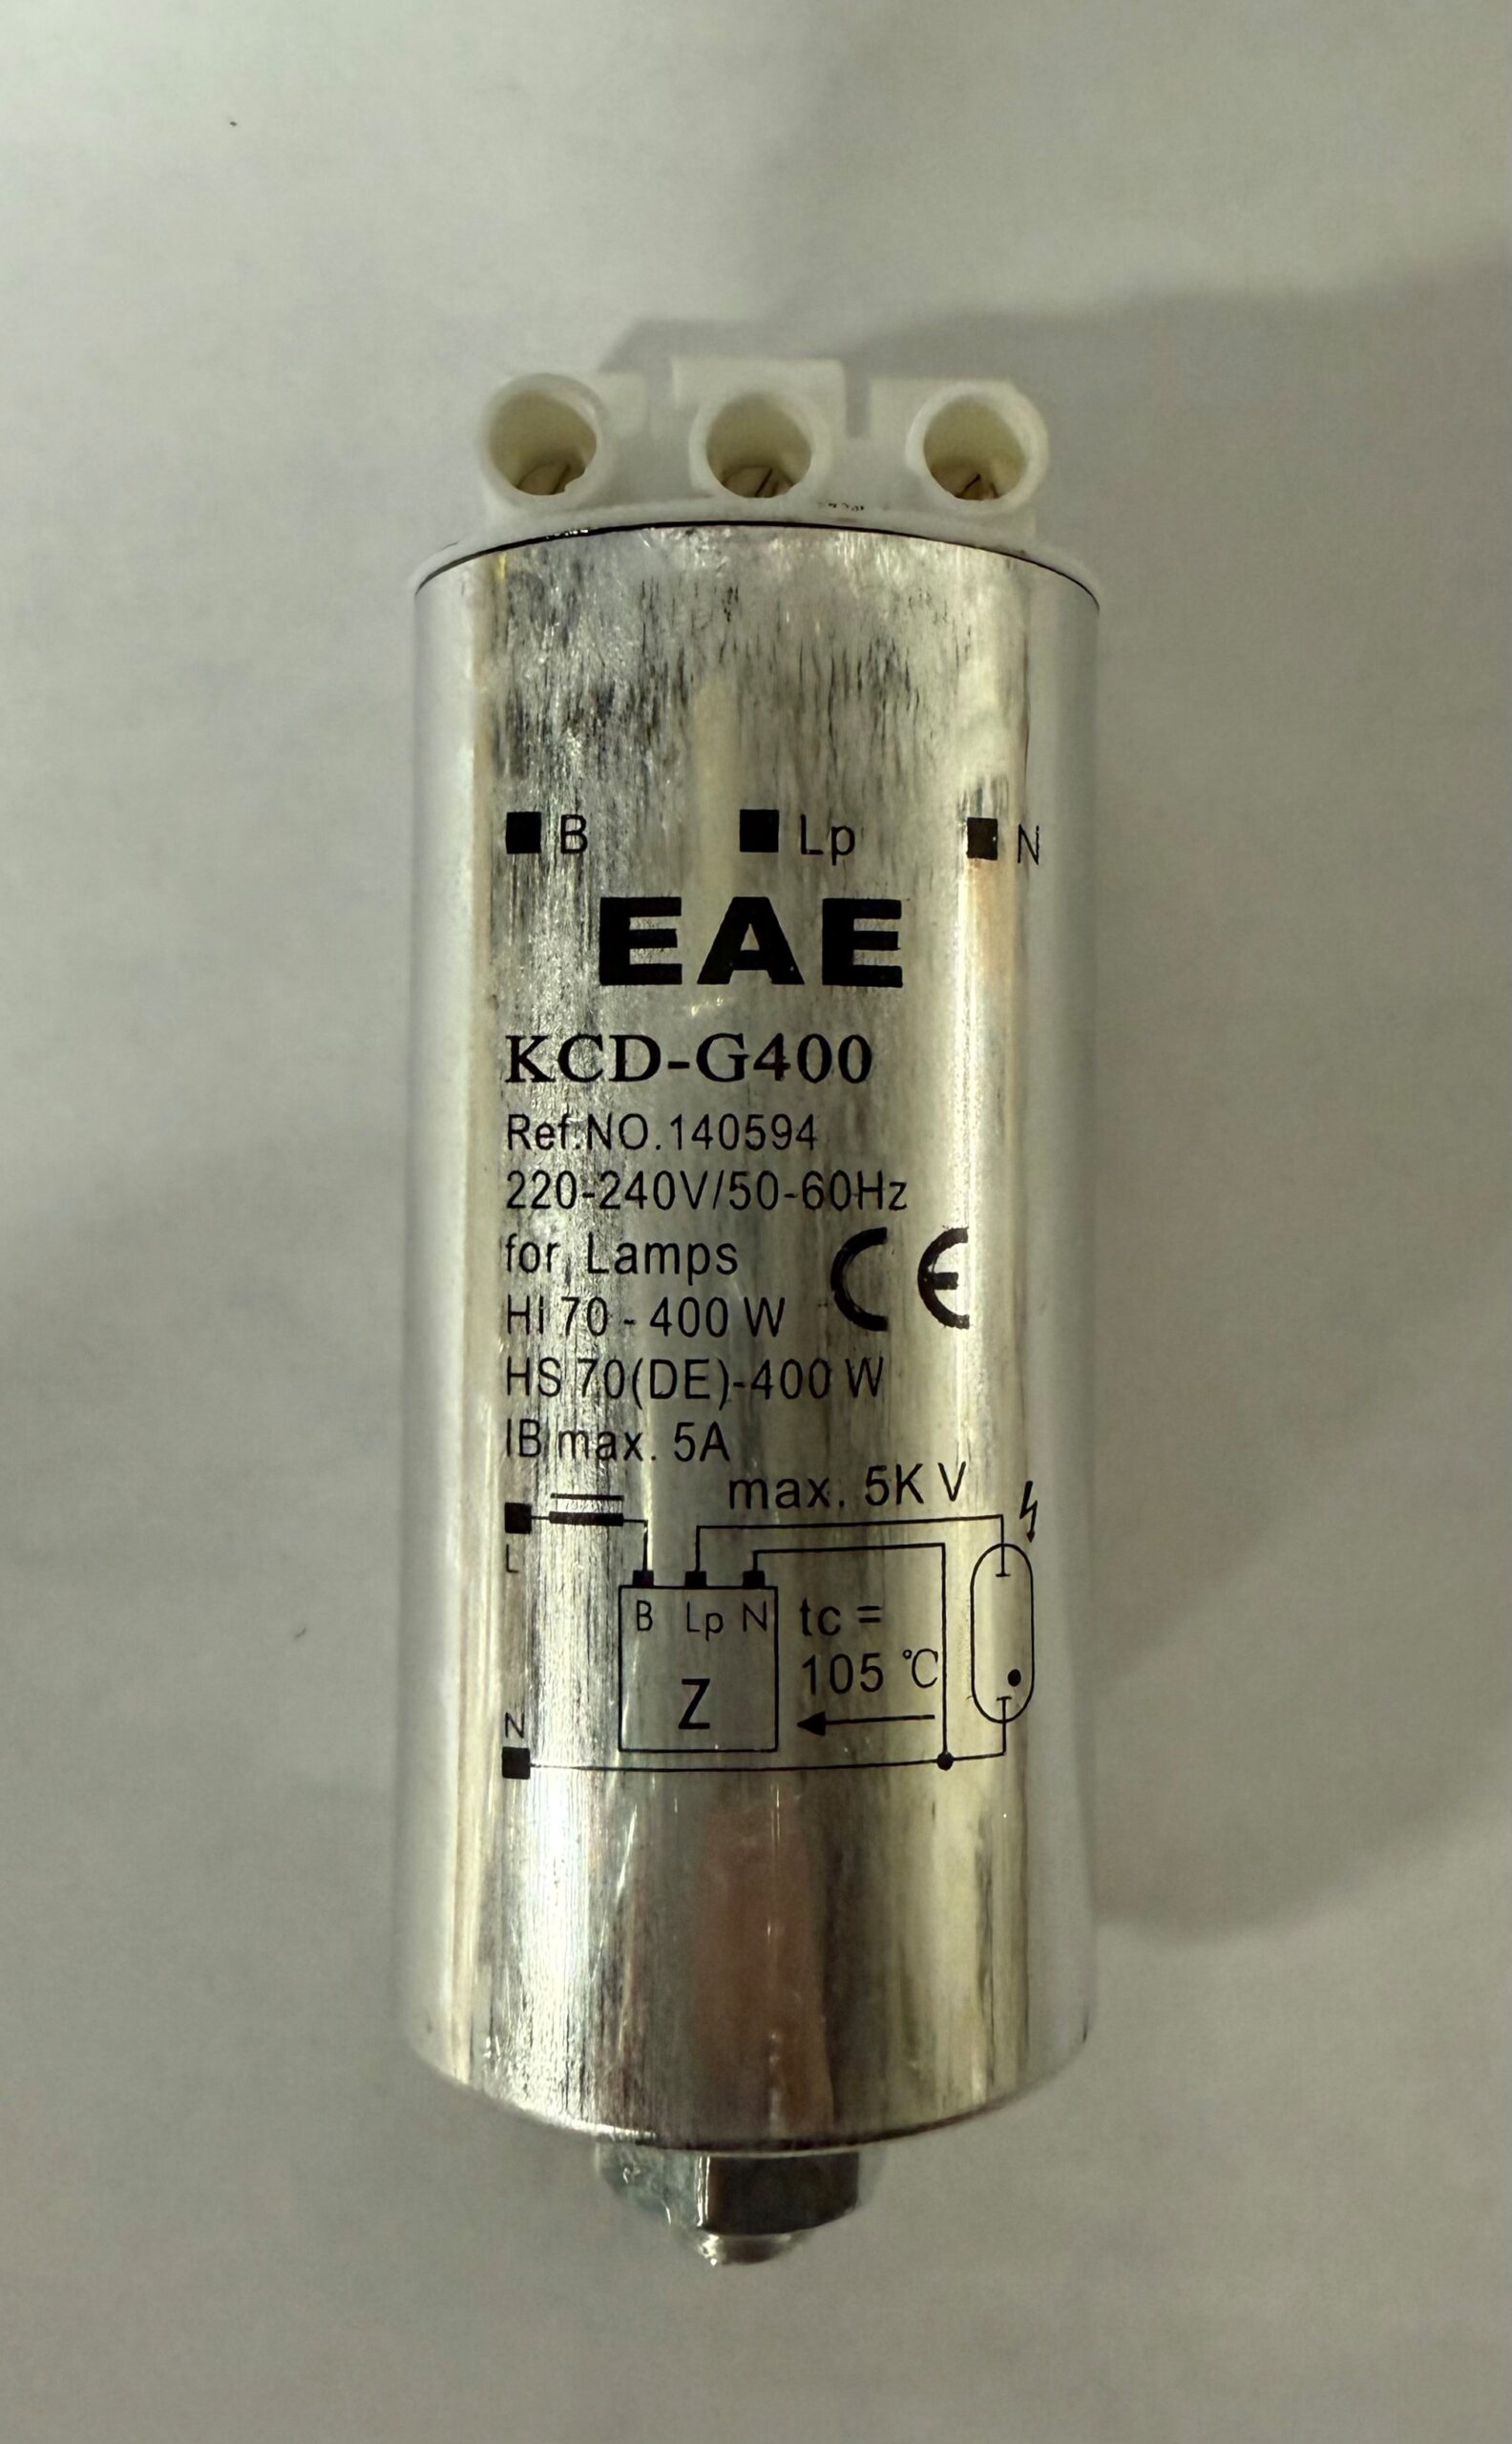 B Lp N
EAE
KCD-G400
Ref.NO.140594
220-240V/50-60Hz
for Lamps
CE
HI 70 - 400 W
HS 70(DE)-400 W
IB max. 5A
max. 5K V
L
B Lp N
tc =
105 ℃
Z
N